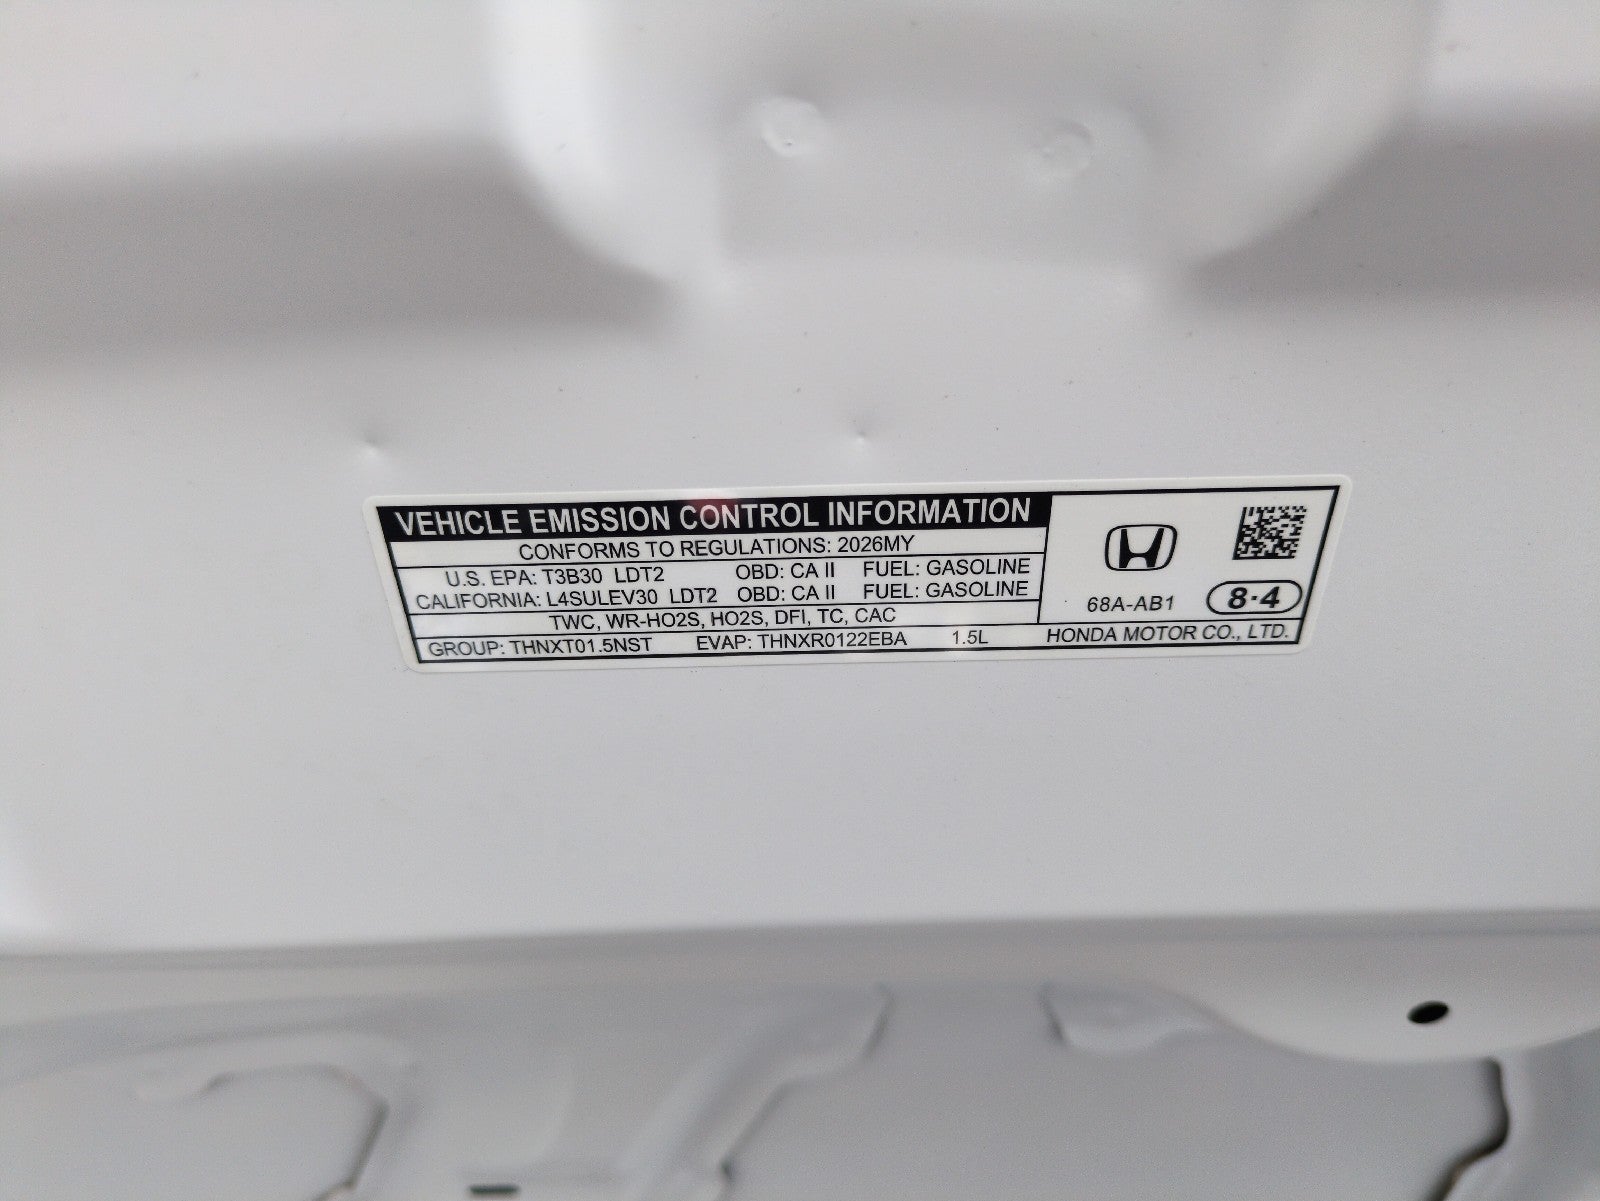 VEHICLE EMISSION CONTROL INFORMATION
CONFORMS TO REGULATIONS: 2026MY
U.S. EPA: T3B30 LDT2 OBD: CA II FUEL: GASOLINE
CALIFORNIA: L4SULEV30 LDT2 OBD: CA II FUEL: GASOLINE
TWC, WR-HO2S, HO2S, DFI, TC, CAC
GROUP: THNXT01.5NST EVAP: THNXR0122EBA 1.5L
68A-AB1 8·4
HONDA MOTOR CO., LTD.